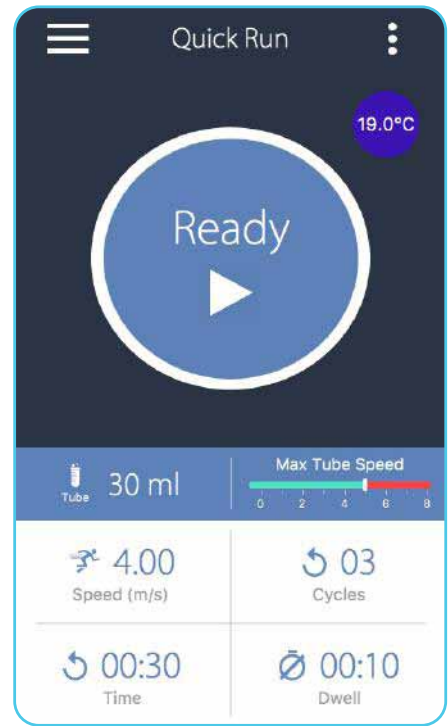 Quick Run
19.0°C
Ready
Tube
30 ml
Max Tube Speed
0 2 4 6 8
4.00
Speed (m/s)
03
Cycles
00:30
Time
00:10
Dwell